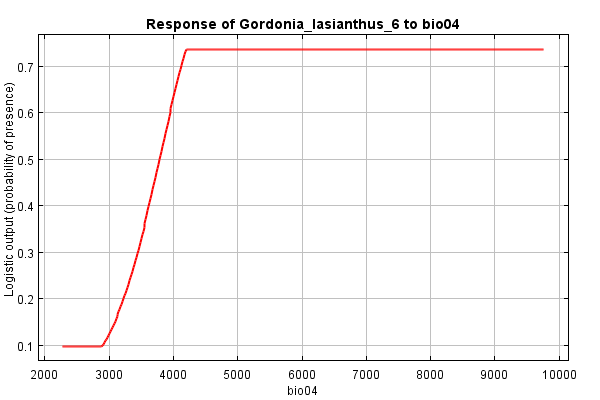 Response of Gordonia_lasianthus_6 to bio04
Logistic output (probability of presence)
0.7
0.6
0.5
0.4
0.3
0.2
0.1
2000 3000 4000 5000 6000 7000 8000 9000 10000
bio04